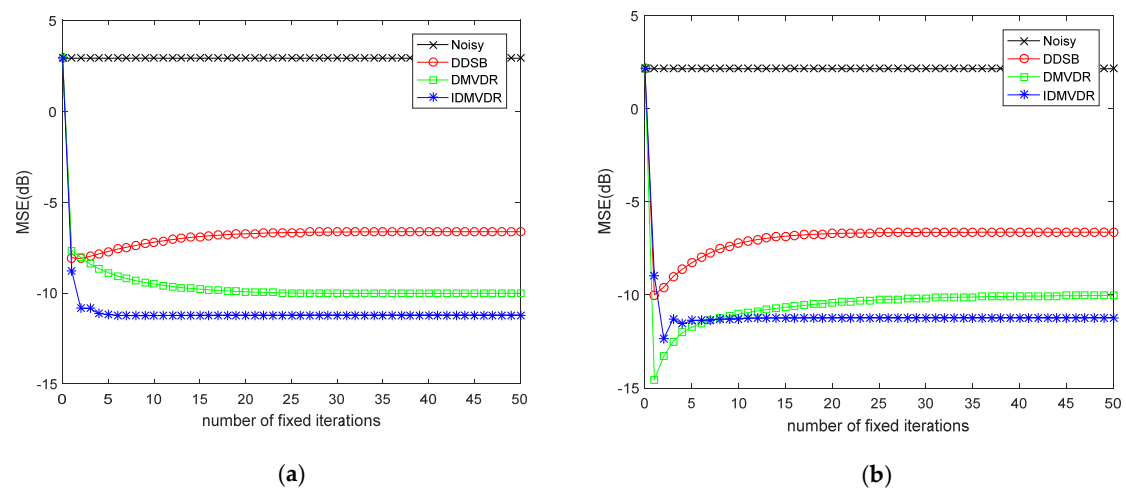 5
0
-5
-10
-15
MSE(dB)
0 5 10 15 20 25 30 35 40 45 50
number of fixed iterations
Noisy
DDSB
DMVDR
IDMVDR
(a)
5
0
-5
-10
-15
MSE(dB)
0 5 10 15 20 25 30 35 40 45 50
number of fixed iterations
Noisy
DDSB
DMVDR
IDMVDR
(b)